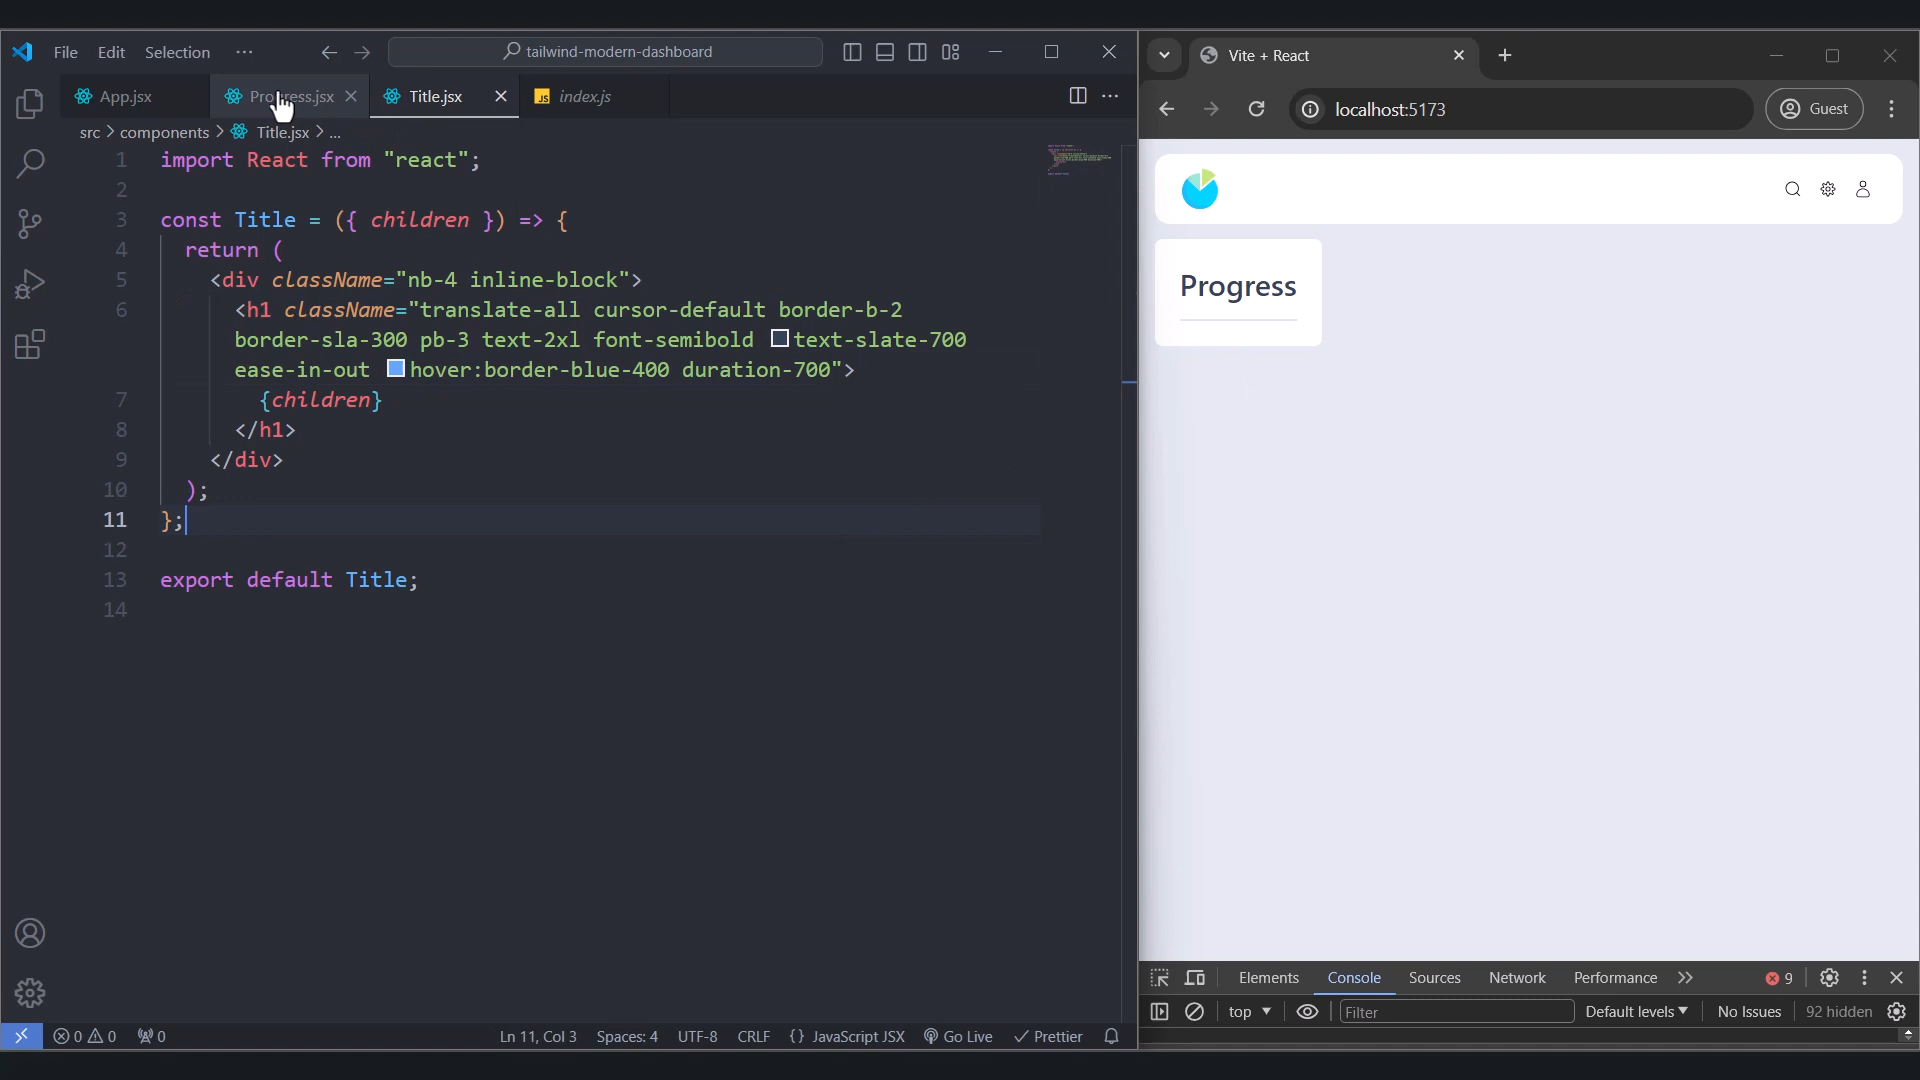 File Edit Selection ···
tailwind-modern-dashboard
App.jsx
Progress.jsx
Title.jsx
index.js
src > components > Title.jsx > ...
1 import React from "react";
2
3 const Title = ({ children }) => {
4 return (
5 <div className="nb-4 inline-block">
6 <h1 className="translate-all cursor-default border-b-2
border-sla-300 pb-3 text-2xl font-semibold text-slate-700
ease-in-out hover:border-blue-400 duration-700">
7 {children}
8 </h1>
9 </div>
10 );
11 };
12
13 export default Title;
14
0 0 0
Ln 11, Col 3 Spaces: 4 UTF-8 CRLF {} JavaScript JSX Go Live Prettier
Vite + React
localhost:5173
Guest
Progress
Elements Console Sources Network Performance
9
top
Filter
Default levels
No Issues
92 hidden